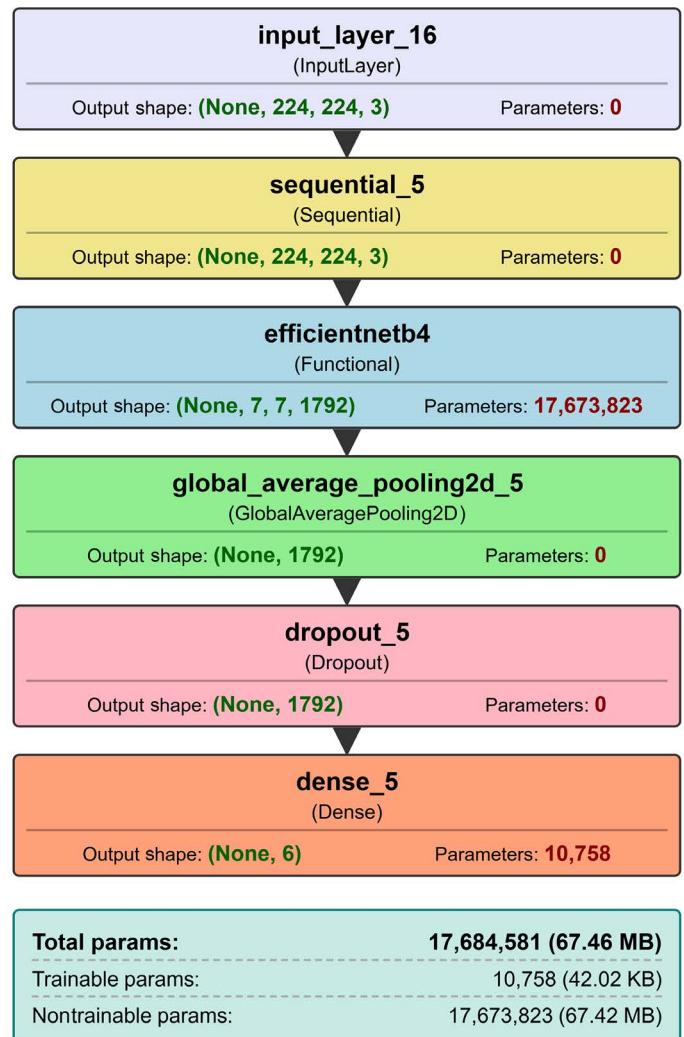 input_layer_16
(InputLayer)
Output shape: (None, 224, 224, 3) Parameters: 0
sequential_5
(Sequential)
Output shape: (None, 224, 224, 3) Parameters: 0
efficientnetb4
(Functional)
Output shape: (None, 7, 7, 1792) Parameters: 17,673,823
global_average_pooling2d_5
(GlobalAveragePooling2D)
Output shape: (None, 1792) Parameters: 0
dropout_5
(Dropout)
Output shape: (None, 1792) Parameters: 0
dense_5
(Dense)
Output shape: (None, 6) Parameters: 10,758
Total params: 17,684,581 (67.46 MB)
Trainable params: 10,758 (42.02 KB)
Nontrainable params: 17,673,823 (67.42 MB)